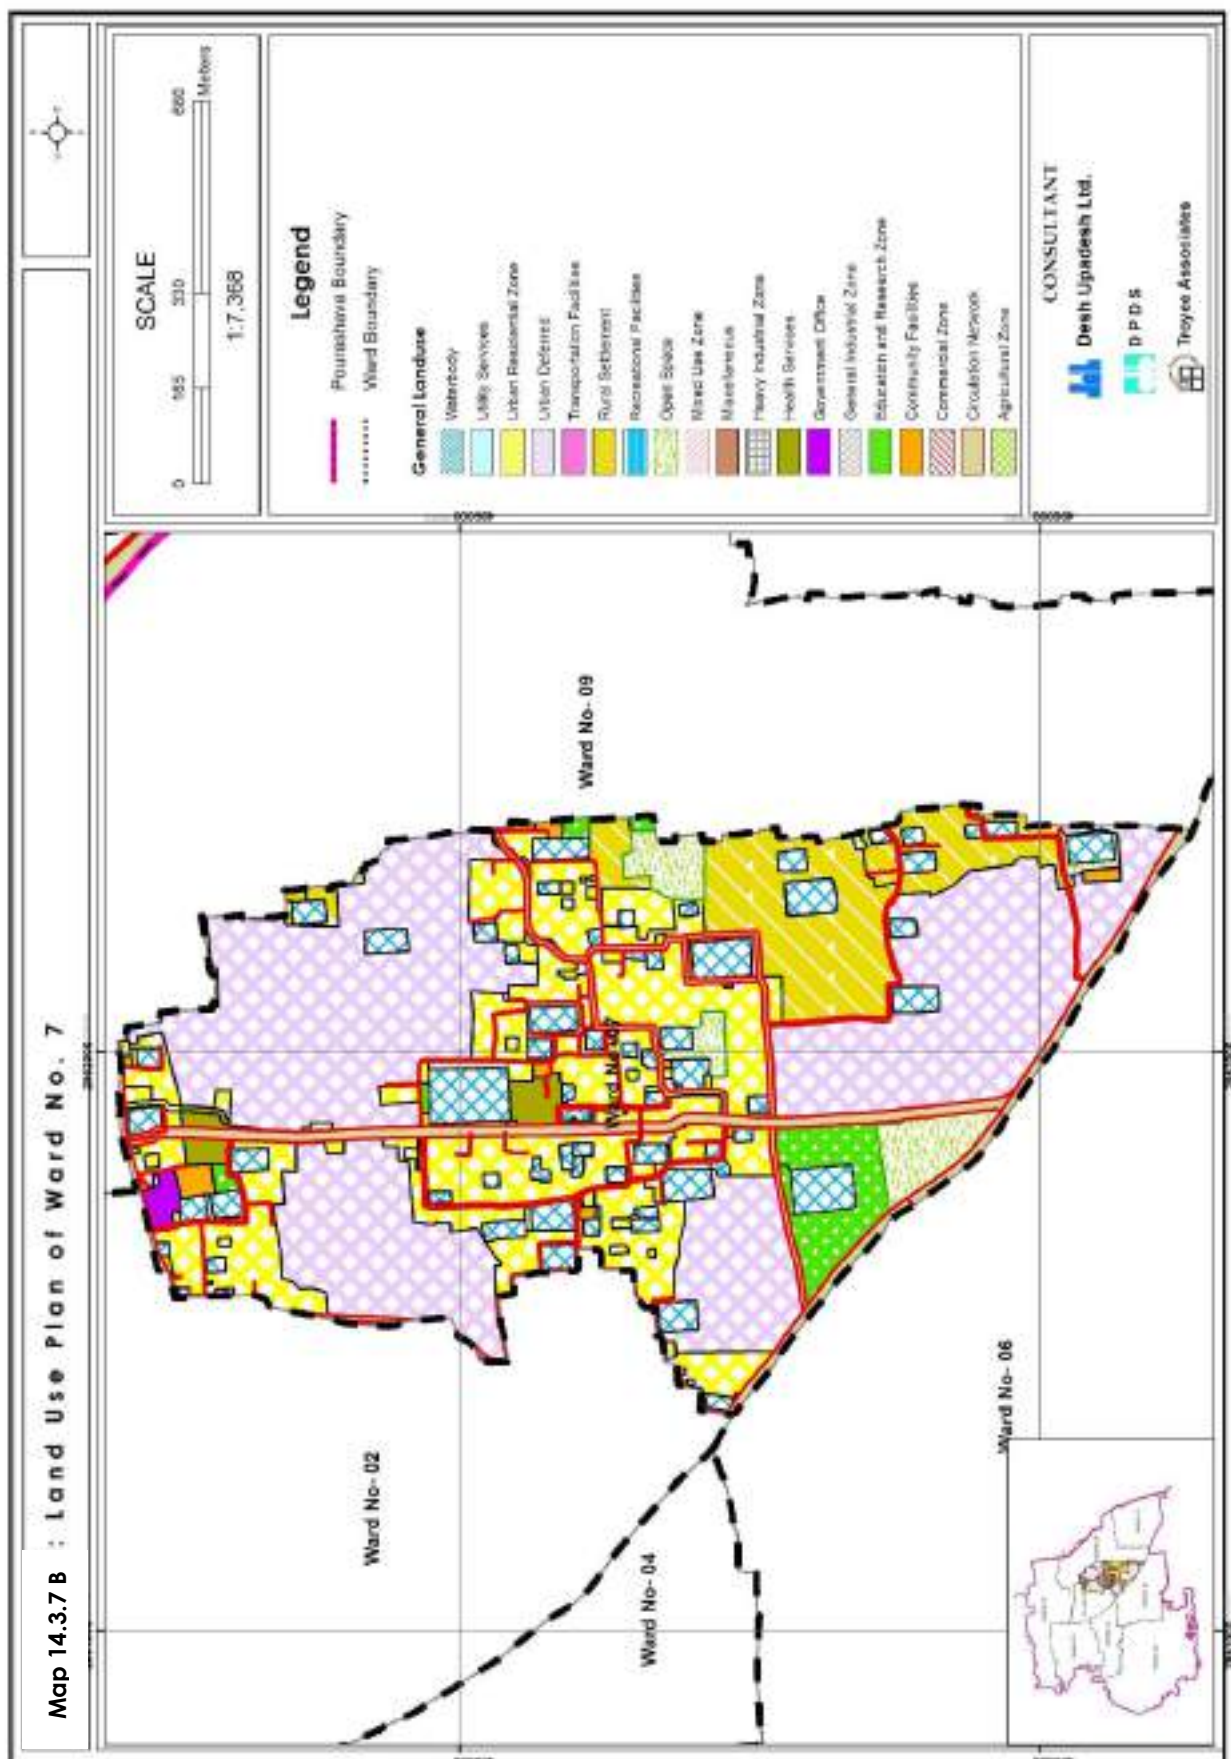 Map 14.3.7 B : Land Use Plan of Ward No. 7
SCALE
0 165 330 660
Meters
1:7,368
Legend
Pourashava Boundary
Ward Boundary
General Landuse
Waterbody
Utility Services
Urban Residential Zone
Urban Deferred
Transportation Facilities
Rural Settlement
Recreational Facilities
Open Space
Mixed Use Zone
Miscellaneous
Heavy Industrial Zone
Health Services
Government Office
General Industrial Zone
Education and Research Zone
Community Facilities
Commercial Zone
Circulation Network
Agricultural Zone
CONSULTANT
Desh Upadesh Ltd.
D P D S
Troyee Associates
Ward No- 09
Ward No-
Ward No- 02
Ward No- 04
Ward No- 06